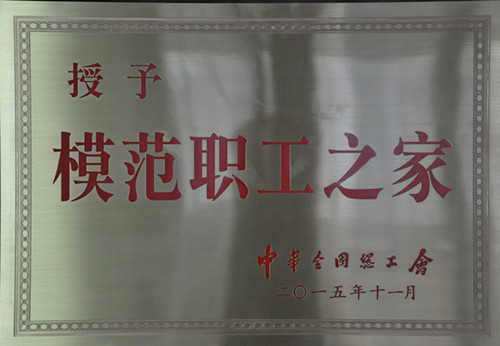 授予
模范职工之家
中华全国总工会
二〇一五年十一月